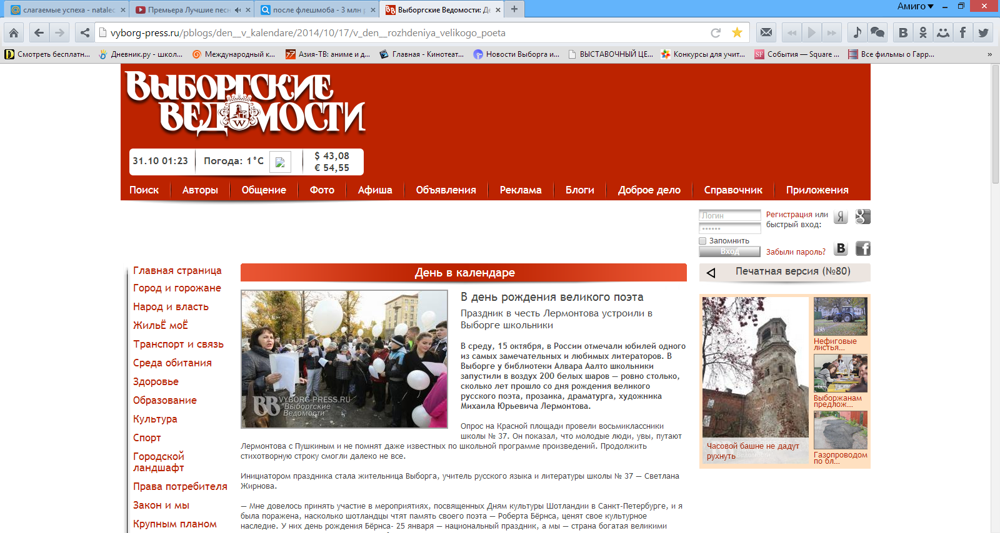 слагаемые успеха - natalec
Премьера Лучшие песн
после флешмоба - 3 млн р
Выборгские Ведомости: Де
Амиго
vyborg-press.ru/pblogs/den__v_kalendare/2014/10/17/v_den__rozhdeniya_velikogo_poeta
Смотреть бесплатн...
Дневник.ру - школ...
Международный к...
Азия-ТВ: аниме и д...
Главная - Кинотеат...
Новости Выборга и...
ВЫСТАВОЧНЫЙ ЦЕ...
Конкурсы для учит...
События — Square ...
Все фильмы о Гарр...
»
Выборгские
Ведомости
31.10 01:23
Погода: 1°C
$ 43,08
€ 54,55
Поиск
Авторы
Общение
Фото
Афиша
Объявления
Реклама
Блоги
Доброе дело
Справочник
Приложения
Логин
••••••
Запомнить
Вход
Регистрация или
быстрый вход:
Забыли пароль?
Главная страница
Город и горожане
Народ и власть
ЖильЁ моЁ
Транспорт и связь
Среда обитания
Здоровье
Образование
Культура
Спорт
Городской
ландшафт
Права потребителя
Закон и мы
Крупным планом
День в календаре
BB VYBORG-PRESS.RU
"Выборгские
Ведомости"
В день рождения великого поэта
Праздник в честь Лермонтова устроили в
Выборге школьники
В среду, 15 октября, в России отмечали юбилей одного
из самых замечательных и любимых литераторов. В
Выборге у библиотеки Алвара Аалто школьники
запустили в воздух 200 белых шаров — ровно столько,
сколько лет прошло со дня рождения великого
русского поэта, прозаика, драматурга, художника
Михаила Юрьевича Лермонтова.
Опрос на Красной площади провели восьмиклассники
школы № 37. Он показал, что молодые люди, увы, путают
Лермонтова с Пушкиным и не помнят даже известных по школьной программе произведений. Продолжить
стихотворную строку смогли далеко не все.
Инициатором праздника стала жительница Выборга, учитель русского языка и литературы школы № 37 — Светлана
Жирнова.
— Мне довелось принять участие в мероприятиях, посвященных Дням культуры Шотландии в Санкт-Петербурге, и я
была поражена, насколько шотландцы чтят память своего поэта — Роберта Бёрнса, ценят свое культурное
наследие. У них день рождения Бёрнса- 25 января — национальный праздник, а мы — страна богатая великими
Печатная версия (№80)
Часовой башне не дадут
рухнуть
Нефиговые
листья...
Выборжанам
предлож...
Газопроводом
по бл...